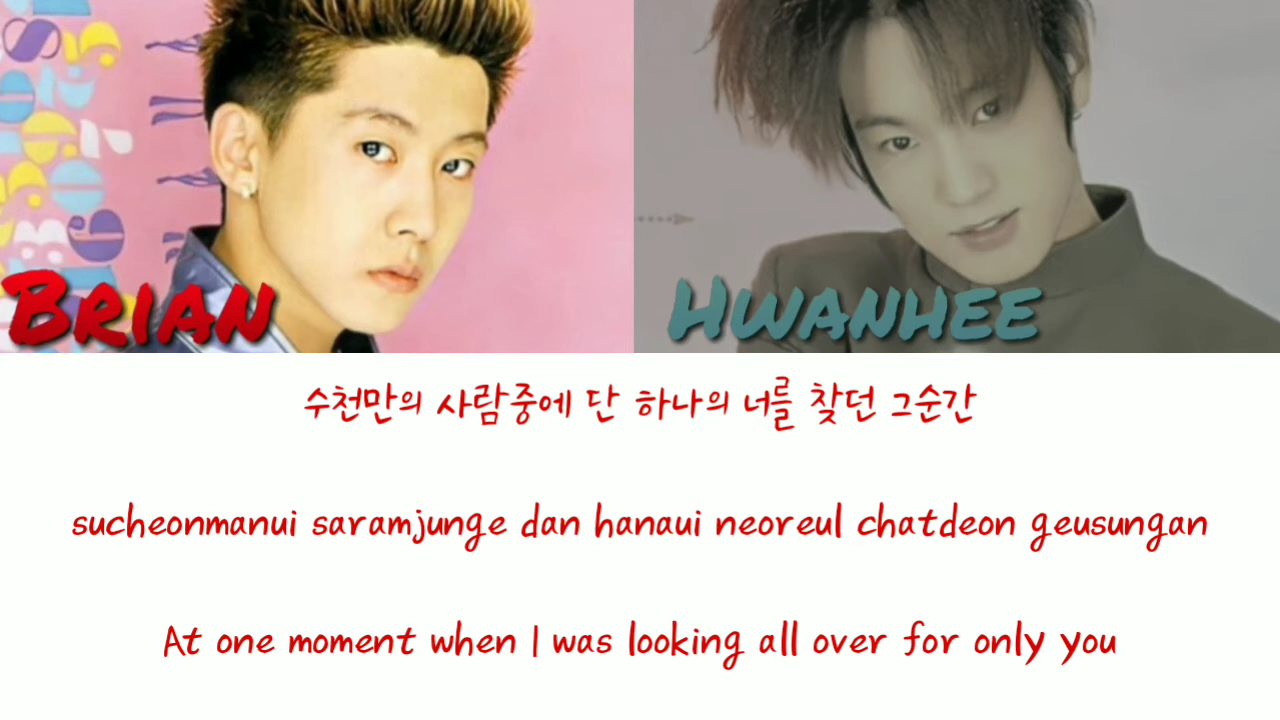 Brian
Hwanhee
수천만의 사람중에 단 하나의 너를 찾던 그순간
sucheonmanui saramjunge dan hanaui neoreul chatdeon geusungan
At one moment when I was looking all over for only you